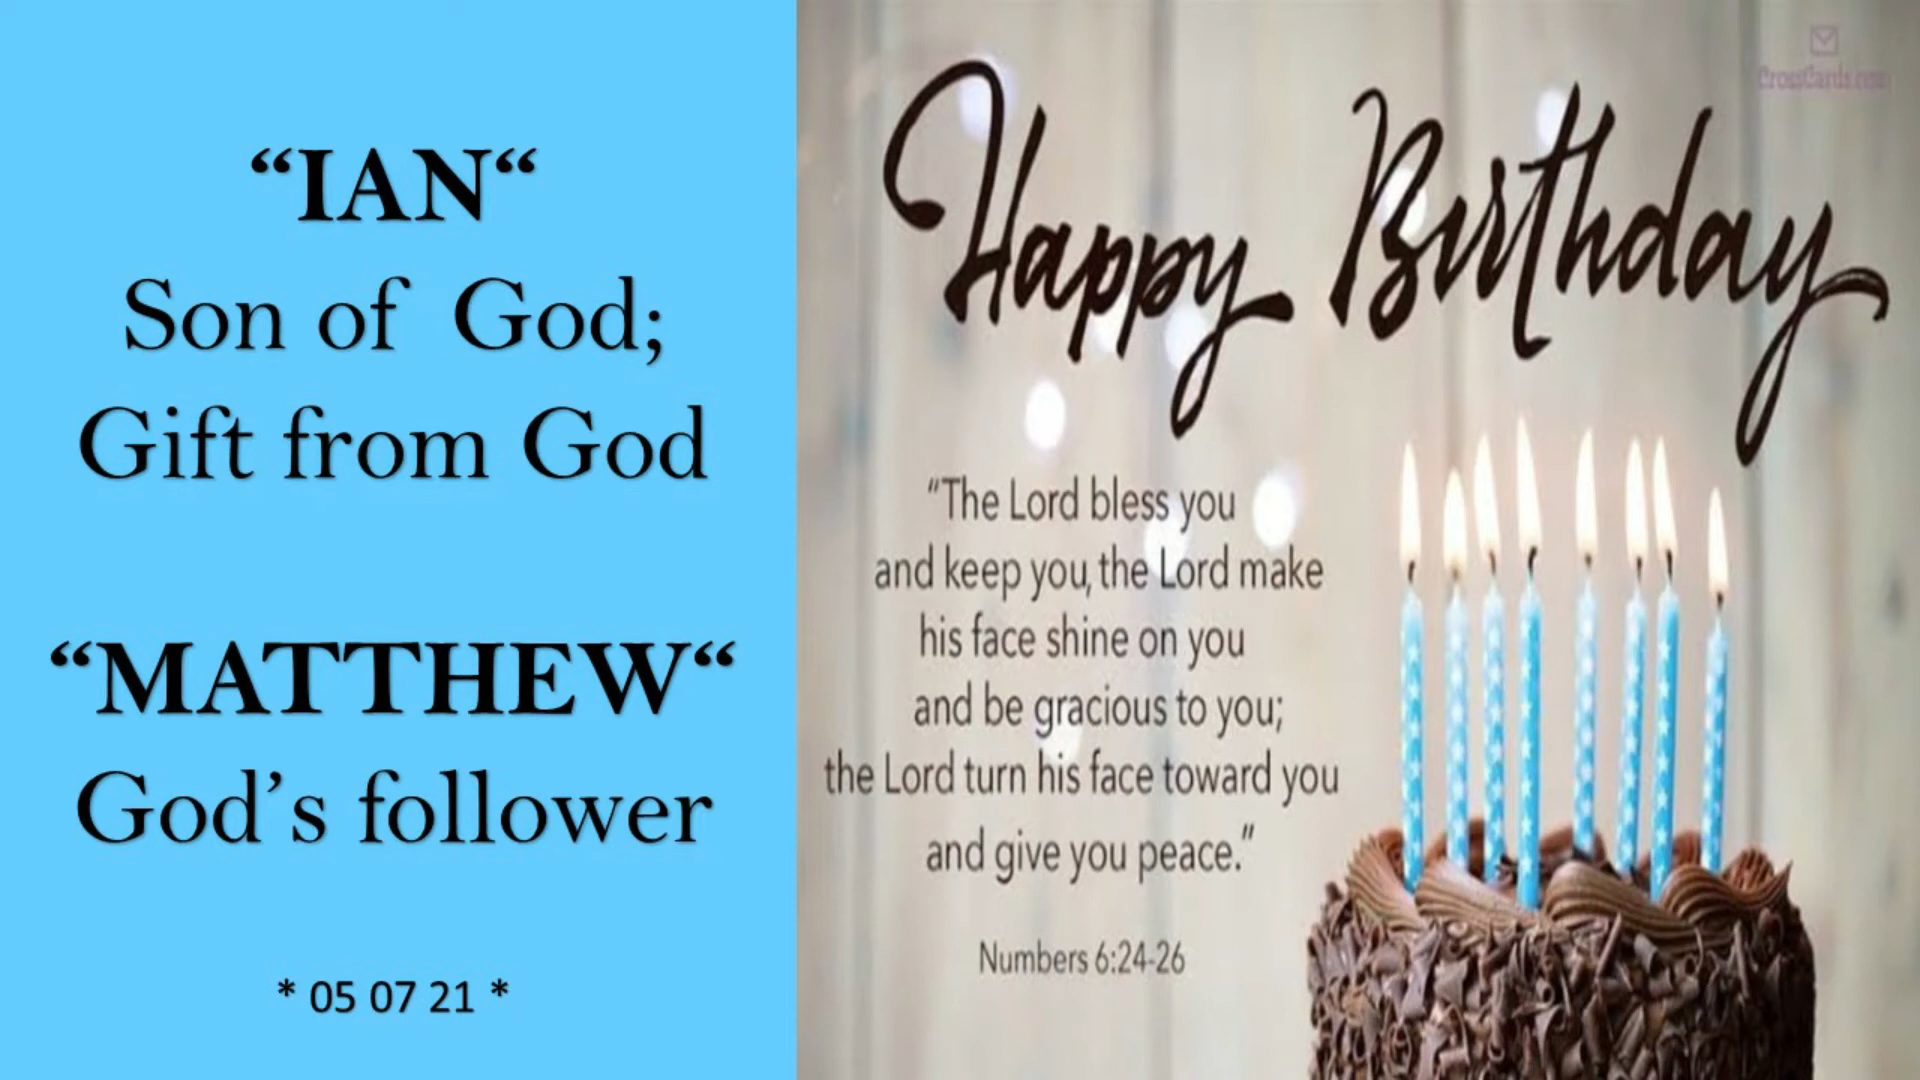 “IAN“
Son of God;
Gift from God
“MATTHEW“
God’s follower
* 05 07 21 *
CrossCards.com
Happy Birthday
“The Lord bless you
and keep you, the Lord make
his face shine on you
and be gracious to you;
the Lord turn his face toward you
and give you peace.”
Numbers 6:24-26